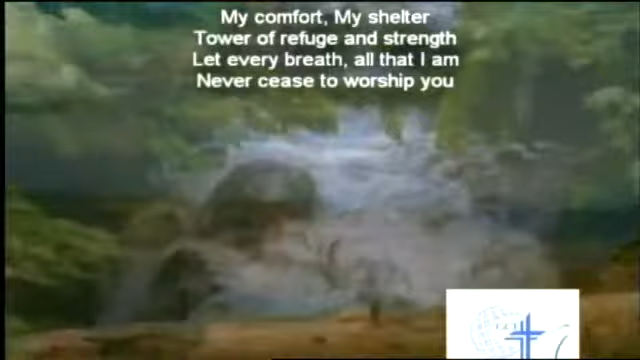 My comfort, My shelter
Tower of refuge and strength
Let every breath, all that I am
Never cease to worship you